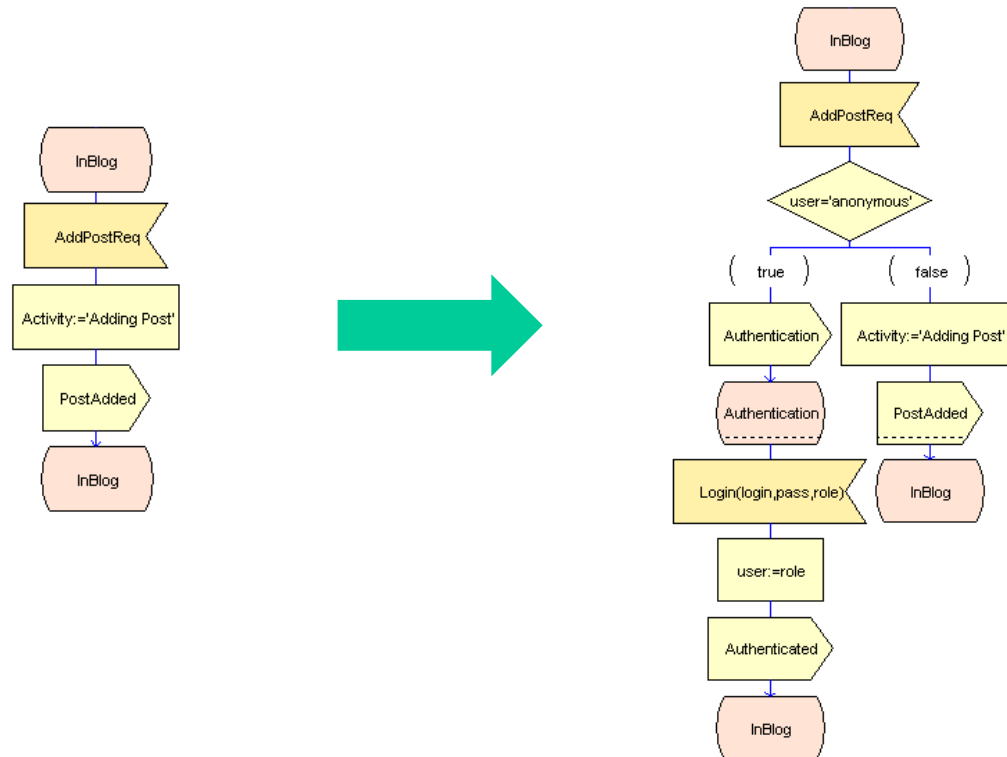 InBlog
AddPostReq
Activity:='Adding Post'
PostAdded
InBlog
InBlog
AddPostReq
user='anonymous'
( true ) ( false )
Authentication
Activity:='Adding Post'
Authentication
PostAdded
Login(login,pass,role)
InBlog
user:=role
Authenticated
InBlog